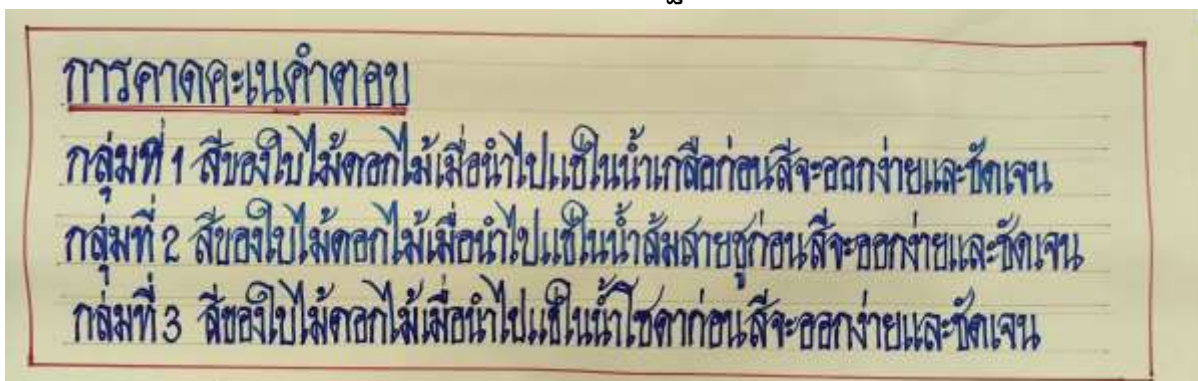 การคาดคะเนคำตอบ
กลุ่มที่ 1 สีของใบไม้ดอกไม้เมื่อนำไปแช่ในน้ำเกลือก่อนสีจะออกง่ายและชัดเจน
กลุ่มที่ 2 สีของใบไม้ดอกไม้เมื่อนำไปแช่ในน้ำส้มสายชูก่อนสีจะออกง่ายและชัดเจน
กลุ่มที่ 3 สีของใบไม้ดอกไม้เมื่อนำไปแช่ในน้ำโซดาก่อนสีจะออกง่ายและชัดเจน